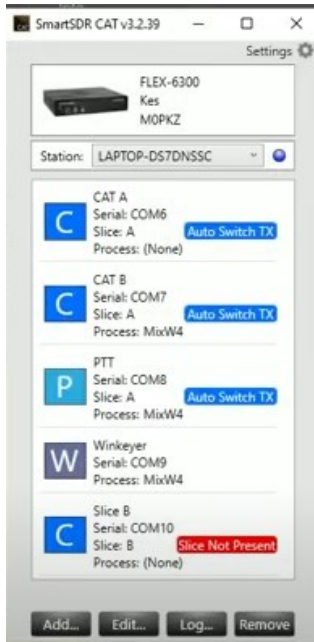 SmartSDR CAT v3.2.39
Settings
FLEX-6300
Kes
M0PKZ
Station: LAPTOP-DS7DNSSC
CAT A
C
Serial: COM6
Slice: A Auto Switch TX
Process: (None)
CAT B
C
Serial: COM7
Slice: A Auto Switch TX
Process: MixW4
PTT
P
Serial: COM8
Slice: A Auto Switch TX
Process: MixW4
Winkeyer
W
Serial: COM9
Process: MixW4
Slice B
C
Serial: COM10
Slice: B Slice Not Present
Process: (None)
Add... Edit... Log... Remove